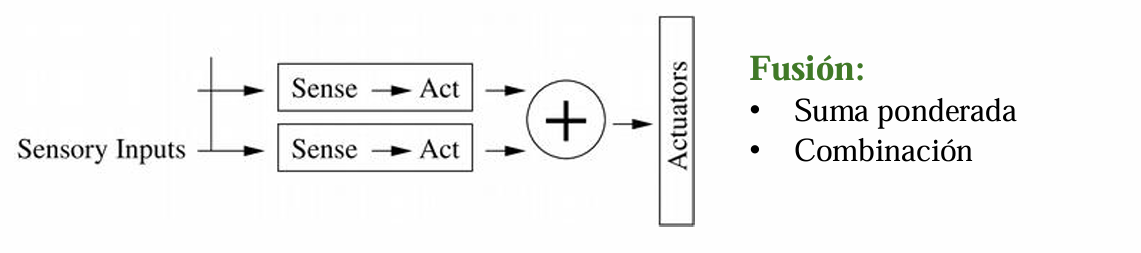 Sense → Act
Sensory Inputs
Sense → Act
+
Actuators
Fusión:
• Suma ponderada
• Combinación